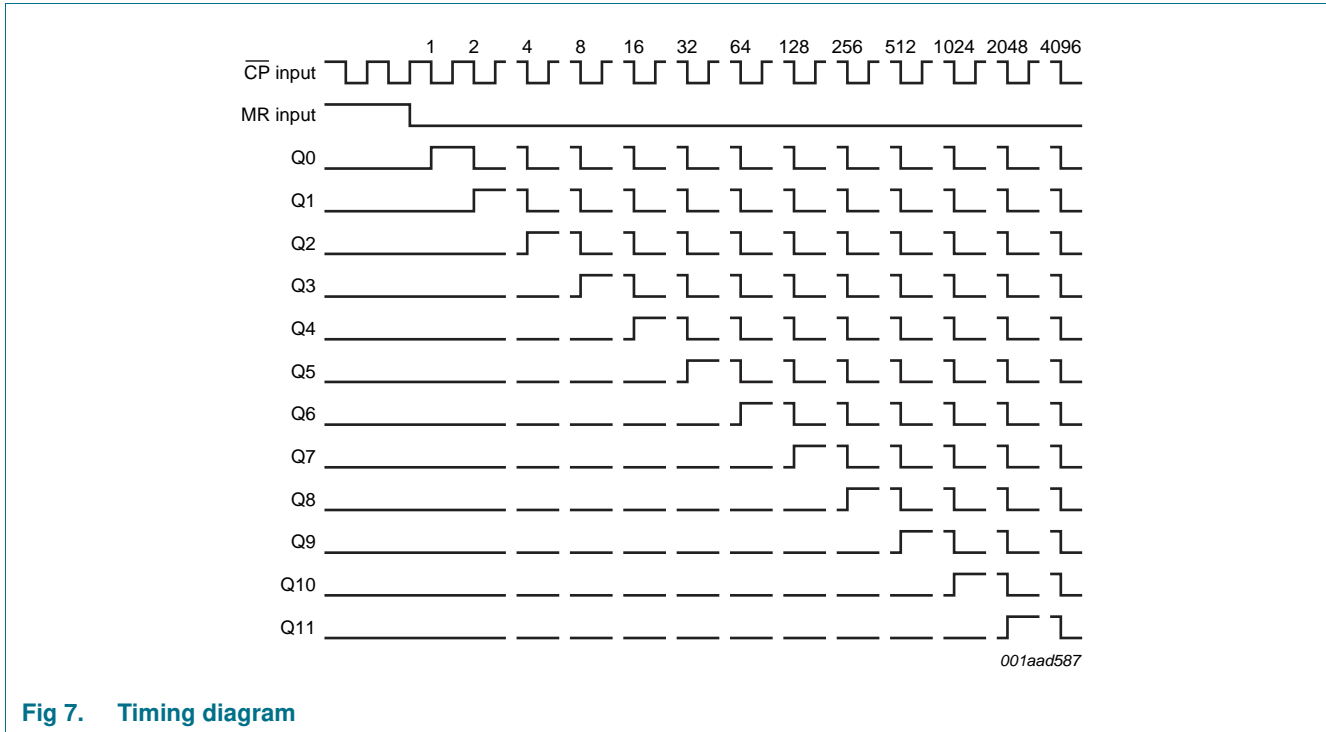 1 2 4 8 16 32 64 128 256 512 1024 2048 4096
CP input
MR input
Q0
Q1
Q2
Q3
Q4
Q5
Q6
Q7
Q8
Q9
Q10
Q11
001aad587
Fig 7. Timing diagram